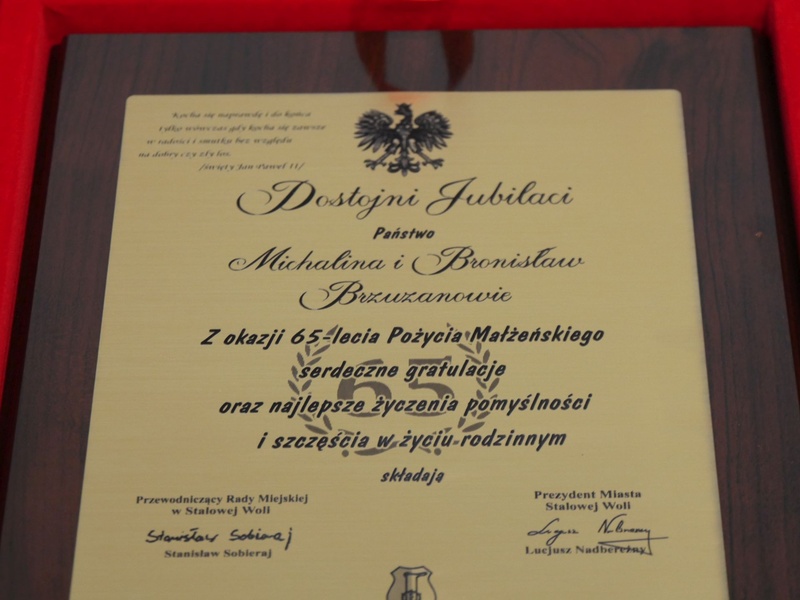 Kocha się naprawdę i do końca
tylko wówczas gdy kocha się zawsze
w radości i smutku bez względu
na dobry czy zły los.
/święty Jan Paweł II/
Dostojni Jubilaci
Państwo
Michalina i Bronisław
Brzuzanowie
Z okazji 65-lecia Pożycia Małżeńskiego
65
serdeczne gratulacje
oraz najlepsze życzenia pomyślności
i szczęścia w życiu rodzinnym
składają
Przewodniczący Rady Miejskiej
w Stalowej Woli
Stanisław Sobieraj
Stanisław Sobieraj
Prezydent Miasta
Stalowej Woli
Lucjusz Nadbereżny